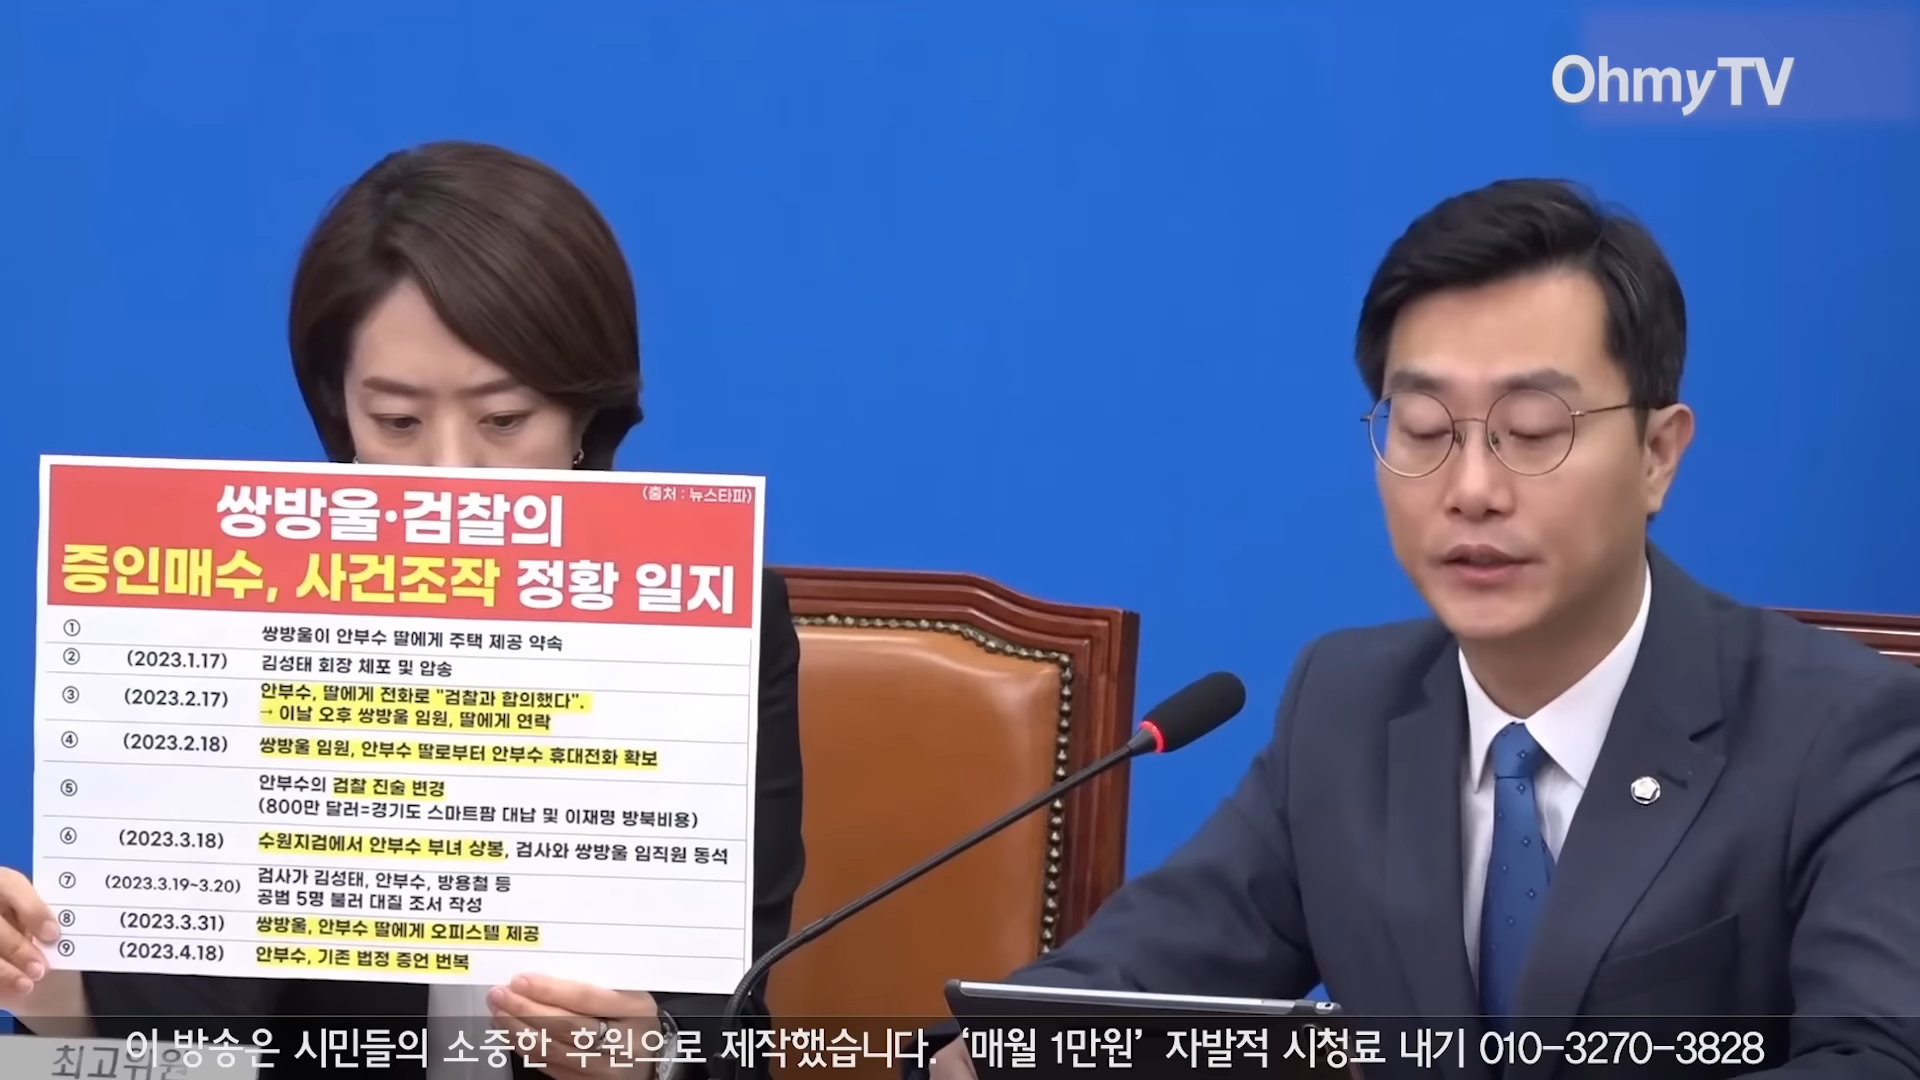 OhmyTV
(출처 : 뉴스타파)
쌍방울·검찰의
증인매수, 사건조작 정황 일지
① 쌍방울이 안부수 딸에게 주택 제공 약속
② (2023.1.17) 김성태 회장 체포 및 압송
③ (2023.2.17) 안부수, 딸에게 전화로 "검찰과 합의했다".
→ 이날 오후 쌍방울 임원, 딸에게 연락
④ (2023.2.18) 쌍방울 임원, 안부수 딸로부터 안부수 휴대전화 확보
⑤ 안부수의 검찰 진술 변경
(800만 달러=경기도 스마트팜 대납 및 이재명 방북비용)
⑥ (2023.3.18) 수원지검에서 안부수 부녀 상봉, 검사와 쌍방울 임직원 동석
⑦ (2023.3.19~3.20) 검사가 김성태, 안부수, 방용철 등
공범 5명 불러 대질 조서 작성
⑧ (2023.3.31) 쌍방울, 안부수 딸에게 오피스텔 제공
⑨ (2023.4.18) 안부수, 기존 법정 증언 번복
이 방송은 시민들의 소중한 후원으로 제작했습니다. ‘매월 1만원’ 자발적 시청료 내기 010-3270-3828
최고위원